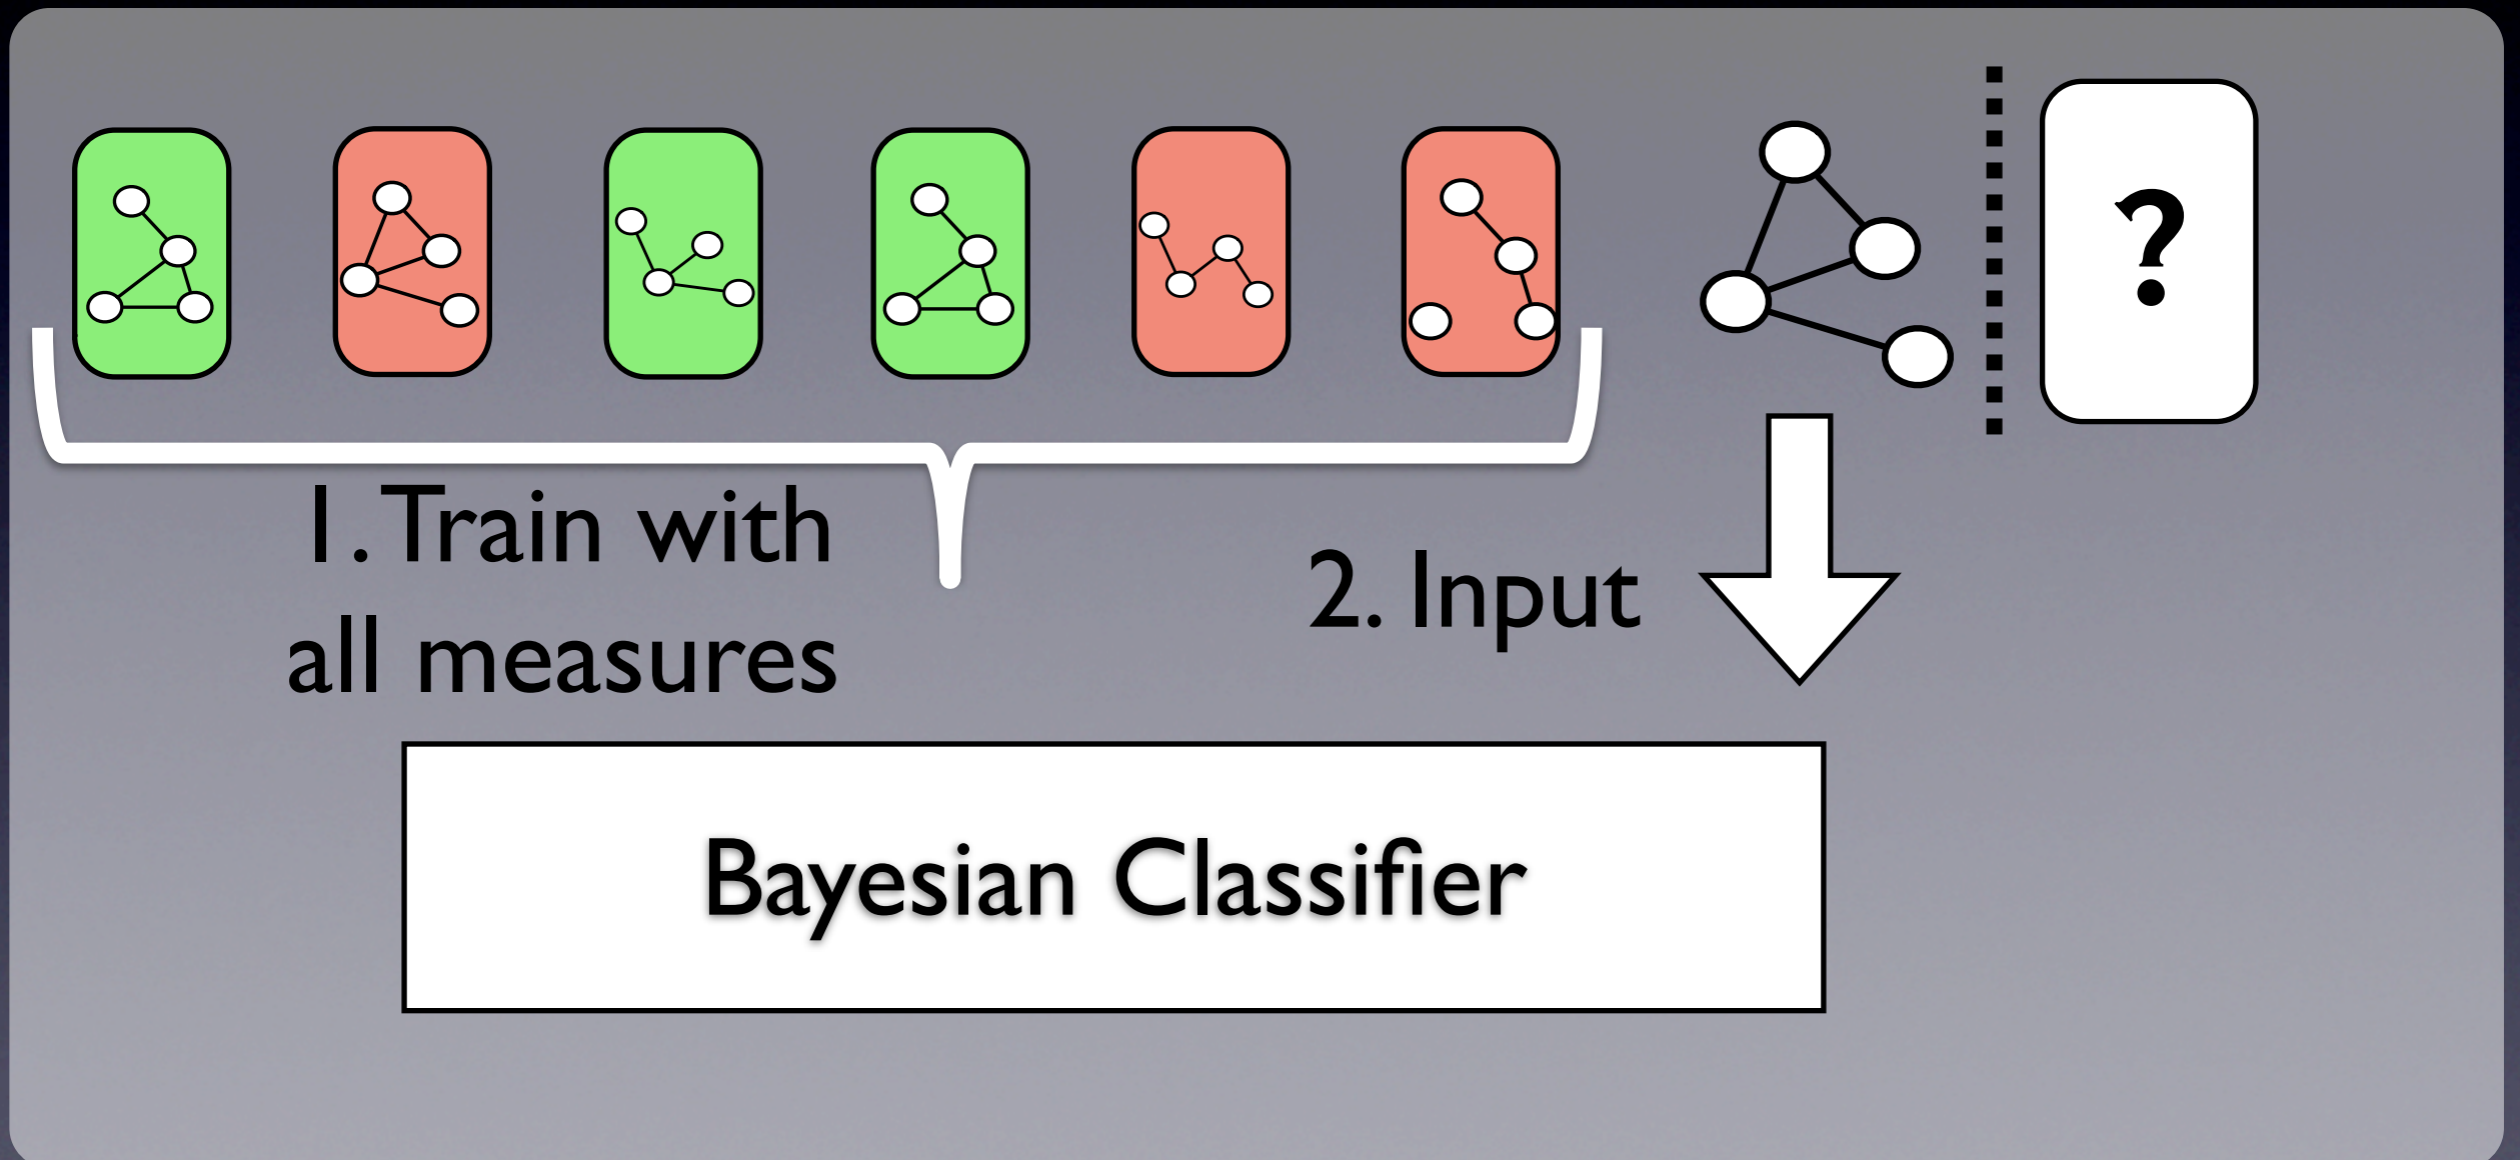 ?
1. Train with
all measures
2. Input
Bayesian Classifier